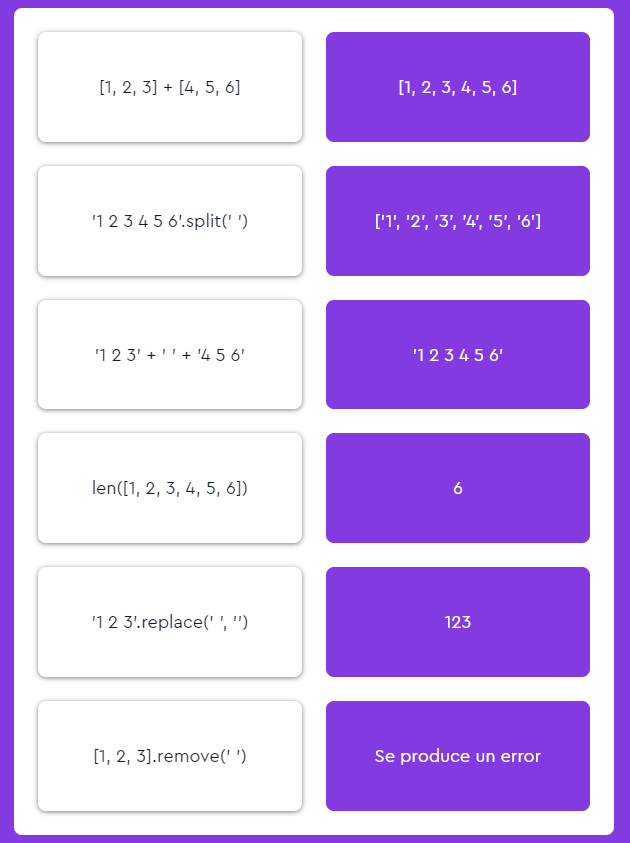 [1, 2, 3] + [4, 5, 6]
[1, 2, 3, 4, 5, 6]
'1 2 3 4 5 6'.split(' ')
['1', '2', '3', '4', '5', '6']
'1 2 3' + ' ' + '4 5 6'
'1 2 3 4 5 6'
len([1, 2, 3, 4, 5, 6])
6
'1 2 3'.replace(' ', '')
123
[1, 2, 3].remove(' ')
Se produce un error